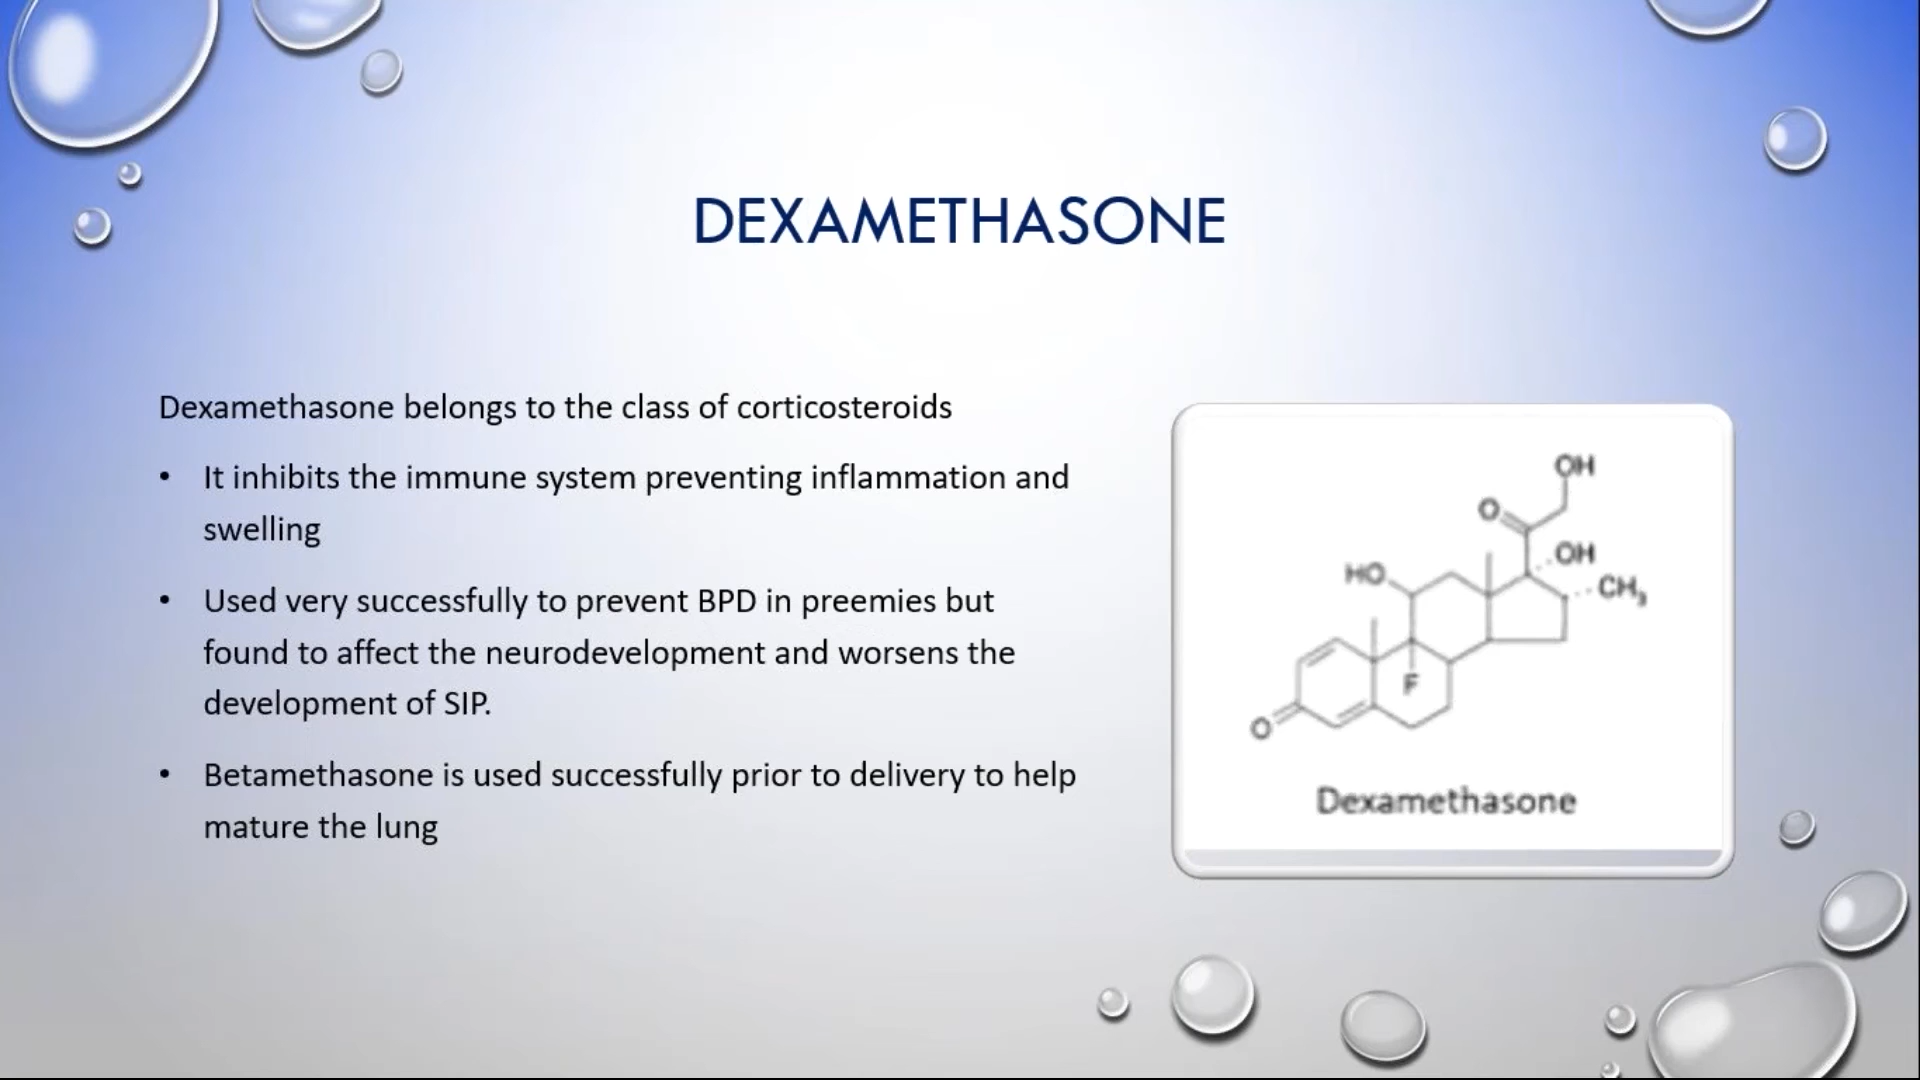 DEXAMETHASONE
Dexamethasone belongs to the class of corticosteroids
• It inhibits the immune system preventing inflammation and
swelling
• Used very successfully to prevent BPD in preemies but
found to affect the neurodevelopment and worsens the
development of SIP.
• Betamethasone is used successfully prior to delivery to help
mature the lung
OH
O
OH
HO
CH₃
F
O
Dexamethasone